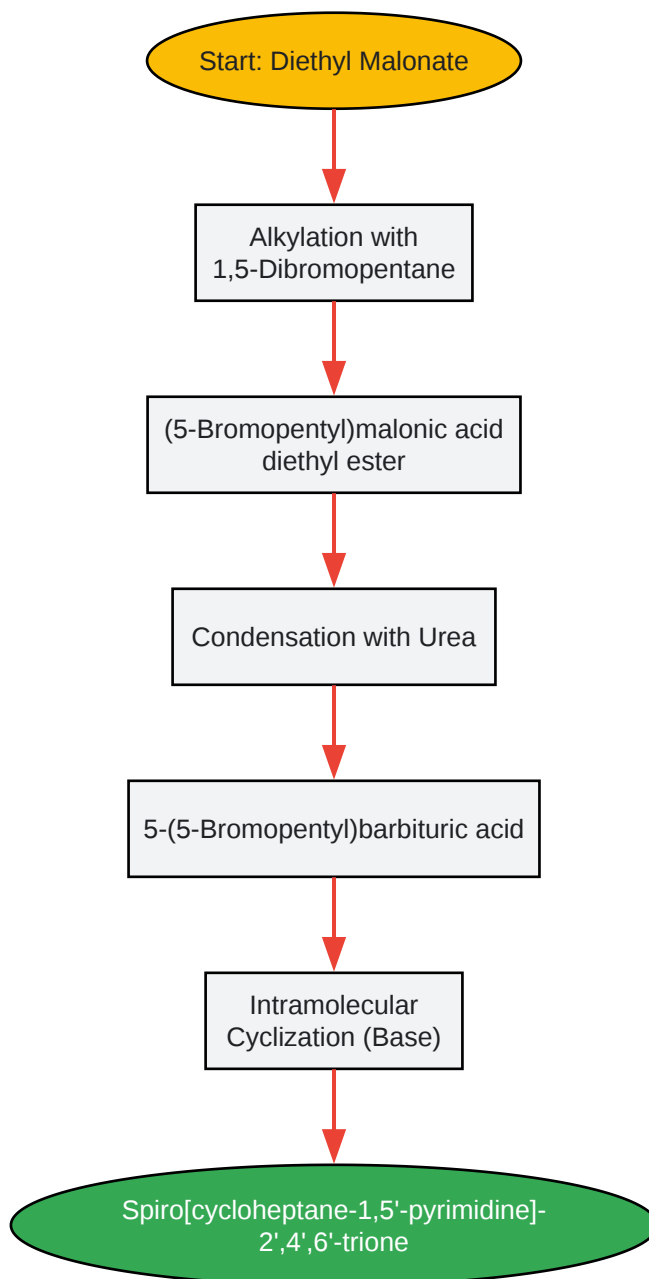 Start: Diethyl Malonate
Alkylation with
1,5-Dibromopentane
(5-Bromopentyl)malonic acid
diethyl ester
Condensation with Urea
5-(5-Bromopentyl)barbituric acid
Intramolecular
Cyclization (Base)
Spiro[cycloheptane-1,5'-pyrimidine]-
2',4',6'-trione